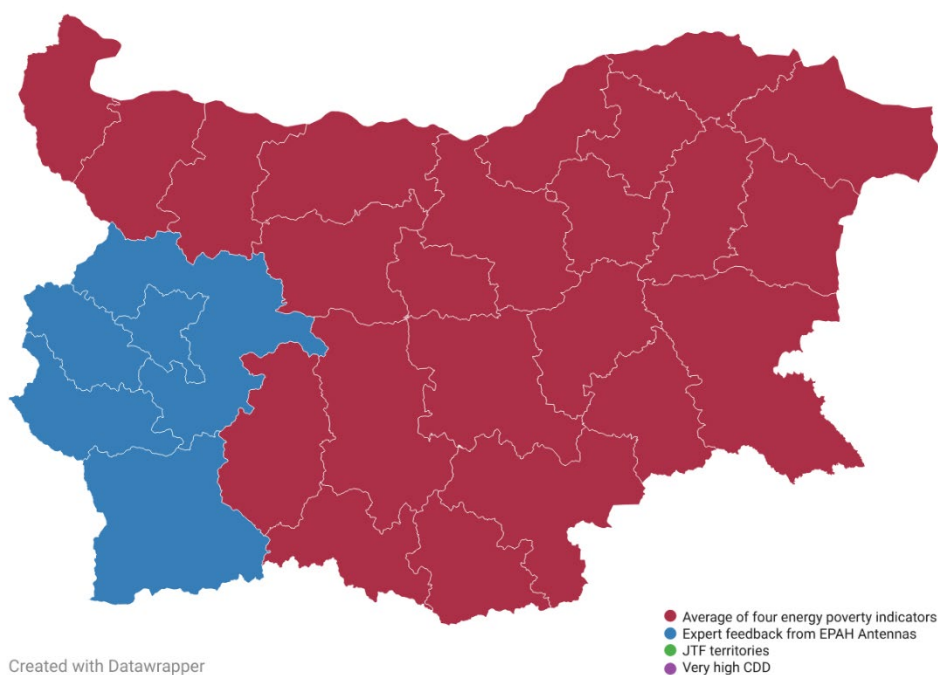 Average of four energy poverty indicators
Expert feedback from EPAH Antennas
JTF territories
Very high CDD
Created with Datawrapper